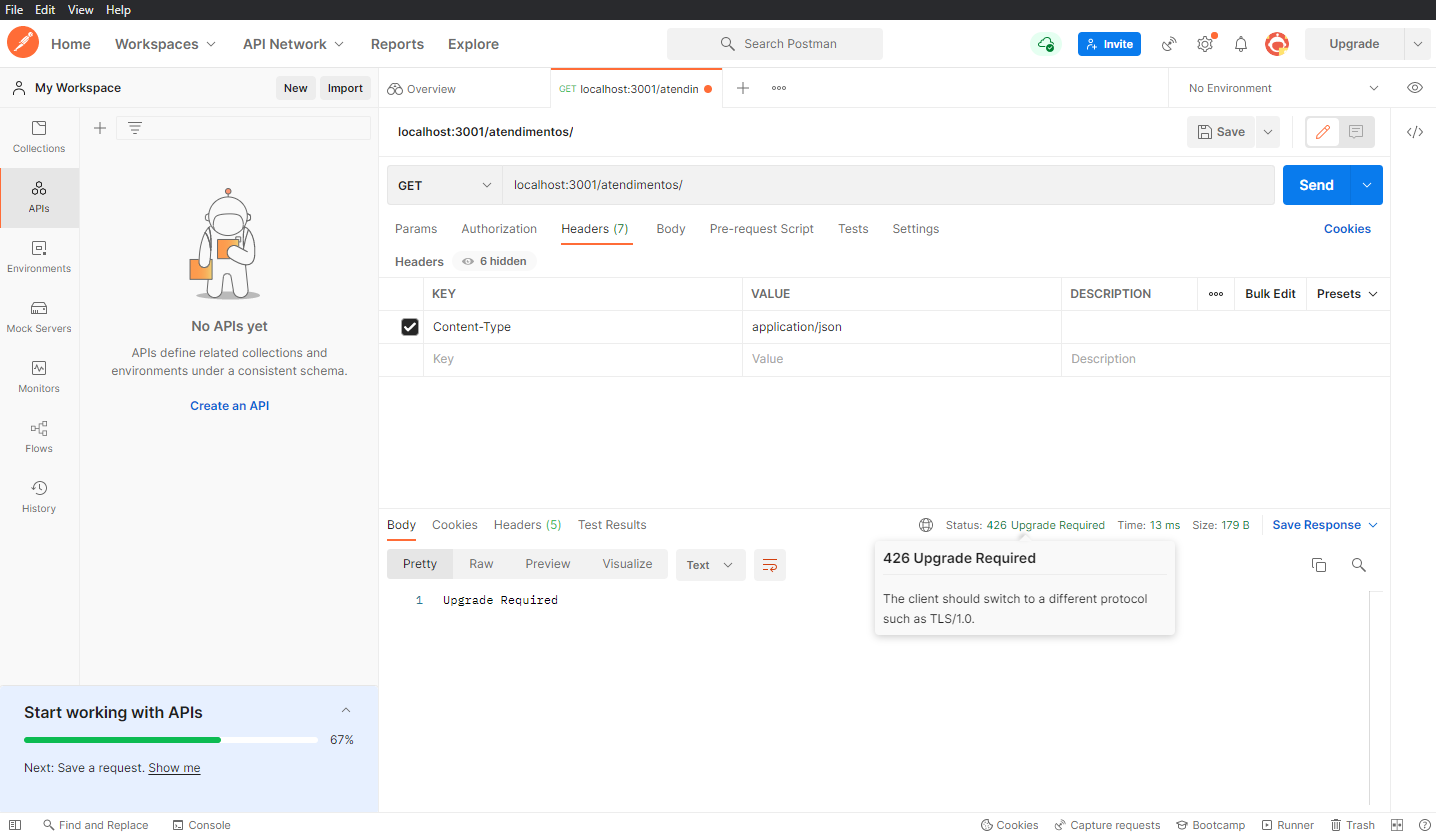 File Edit View Help
Home Workspaces API Network Reports Explore Search Postman Invite Upgrade
My Workspace New Import Overview GET localhost:3001/atendin No Environment
Collections
APIs
Environments
Mock Servers
Monitors
Flows
History
No APIs yet
APIs define related collections and
environments under a consistent schema.
Create an API
localhost:3001/atendimentos/ Save
GET localhost:3001/atendimentos/ Send
Params Authorization Headers (7) Body Pre-request Script Tests Settings Cookies
Headers 6 hidden
KEY VALUE DESCRIPTION Bulk Edit Presets
Content-Type application/json
Key Value Description
Body Cookies Headers (5) Test Results Status: 426 Upgrade Required Time: 13 ms Size: 179 B Save Response
Pretty Raw Preview Visualize Text
1 Upgrade Required
426 Upgrade Required
The client should switch to a different protocol
such as TLS/1.0.
Start working with APIs
67%
Next: Save a request. Show me
Find and Replace Console Cookies Capture requests Bootcamp Runner Trash